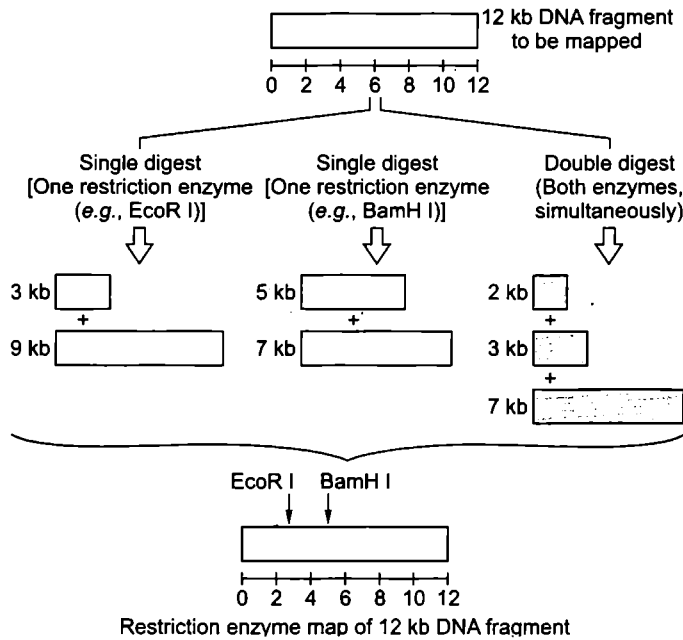 12 kb DNA fragment
to be mapped
0 2 4 6 8 10 12
Single digest
[One restriction enzyme
(e.g., EcoR I)]
Single digest
[One restriction enzyme
(e.g., BamH I)]
Double digest
(Both enzymes,
simultaneously)
3 kb
+
9 kb
5 kb
+
7 kb
2 kb
+
3 kb
+
7 kb
EcoR I BamH I
0 2 4 6 8 10 12
Restriction enzyme map of 12 kb DNA fragment